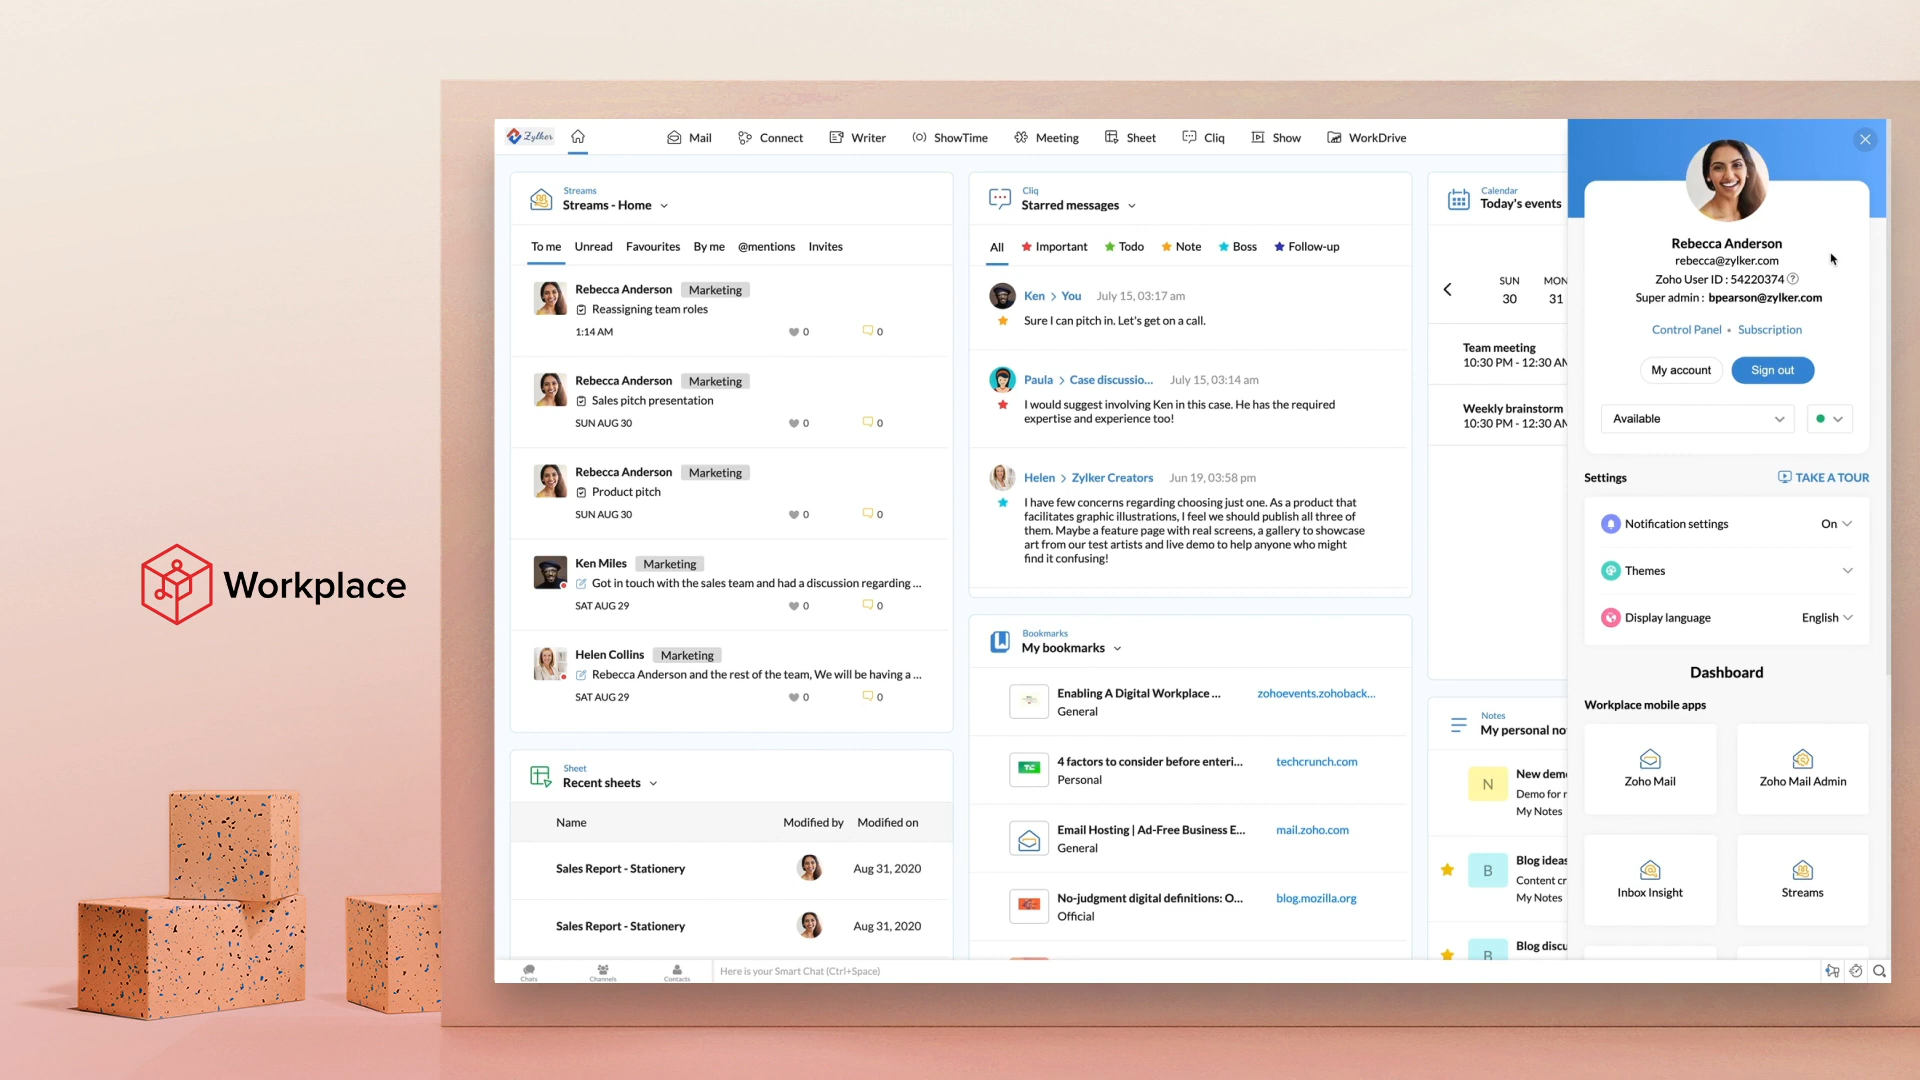 Workplace
Zylker
Mail
Connect
Writer
ShowTime
Meeting
Sheet
Cliq
Show
WorkDrive
Streams
Streams - Home
To me
Unread
Favourites
By me
@mentions
Invites
Rebecca Anderson
Marketing
Reassigning team roles
1:14 AM
0
0
Rebecca Anderson
Marketing
Sales pitch presentation
SUN AUG 30
0
0
Rebecca Anderson
Marketing
Product pitch
SUN AUG 30
0
0
Ken Miles
Marketing
Got in touch with the sales team and had a discussion regarding ...
SAT AUG 29
0
0
Helen Collins
Marketing
Rebecca Anderson and the rest of the team, We will be having a ...
SAT AUG 29
0
0
Sheet
Recent sheets
Name
Modified by
Modified on
Sales Report - Stationery
Aug 31, 2020
Sales Report - Stationery
Aug 31, 2020
Cliq
Starred messages
All
Important
Todo
Note
Boss
Follow-up
Ken > You July 15, 03:17 am
Sure I can pitch in. Let's get on a call.
Paula > Case discussio... July 15, 03:14 am
I would suggest involving Ken in this case. He has the required
expertise and experience too!
Helen > Zylker Creators Jun 19, 03:58 pm
I have few concerns regarding choosing just one. As a product that
facilitates graphic illustrations, I feel we should publish all three of
them. Maybe a feature page with real screens, a gallery to showcase
art from our test artists and live demo to help anyone who might
find it confusing!
Bookmarks
My bookmarks
Enabling A Digital Workplace ...
zohoevents.zohoback...
General
TC
4 factors to consider before enteri...
techcrunch.com
Personal
Email Hosting | Ad-Free Business E...
mail.zoho.com
General
No-judgment digital definitions: O...
blog.mozilla.org
Official
Calendar
Today's events
SUN
MON
30
31
Team meeting
10:30 PM - 12:30 AM
Weekly brainstorm
10:30 PM - 12:30 AM
Notes
My personal no
N
New dem
Demo for r
My Notes
B
Blog ideas
Content cr
My Notes
B
Blog discu
Rebecca Anderson
rebecca@zylker.com
Zoho User ID : 54220374
Super admin : bpearson@zylker.com
Control Panel • Subscription
My account
Sign out
Available
Settings
TAKE A TOUR
Notification settings
On
Themes
Display language
English
Dashboard
Workplace mobile apps
Zoho Mail
Zoho Mail Admin
Inbox Insight
Streams
Chats
Channels
Contacts
Here is your Smart Chat (Ctrl+Space)